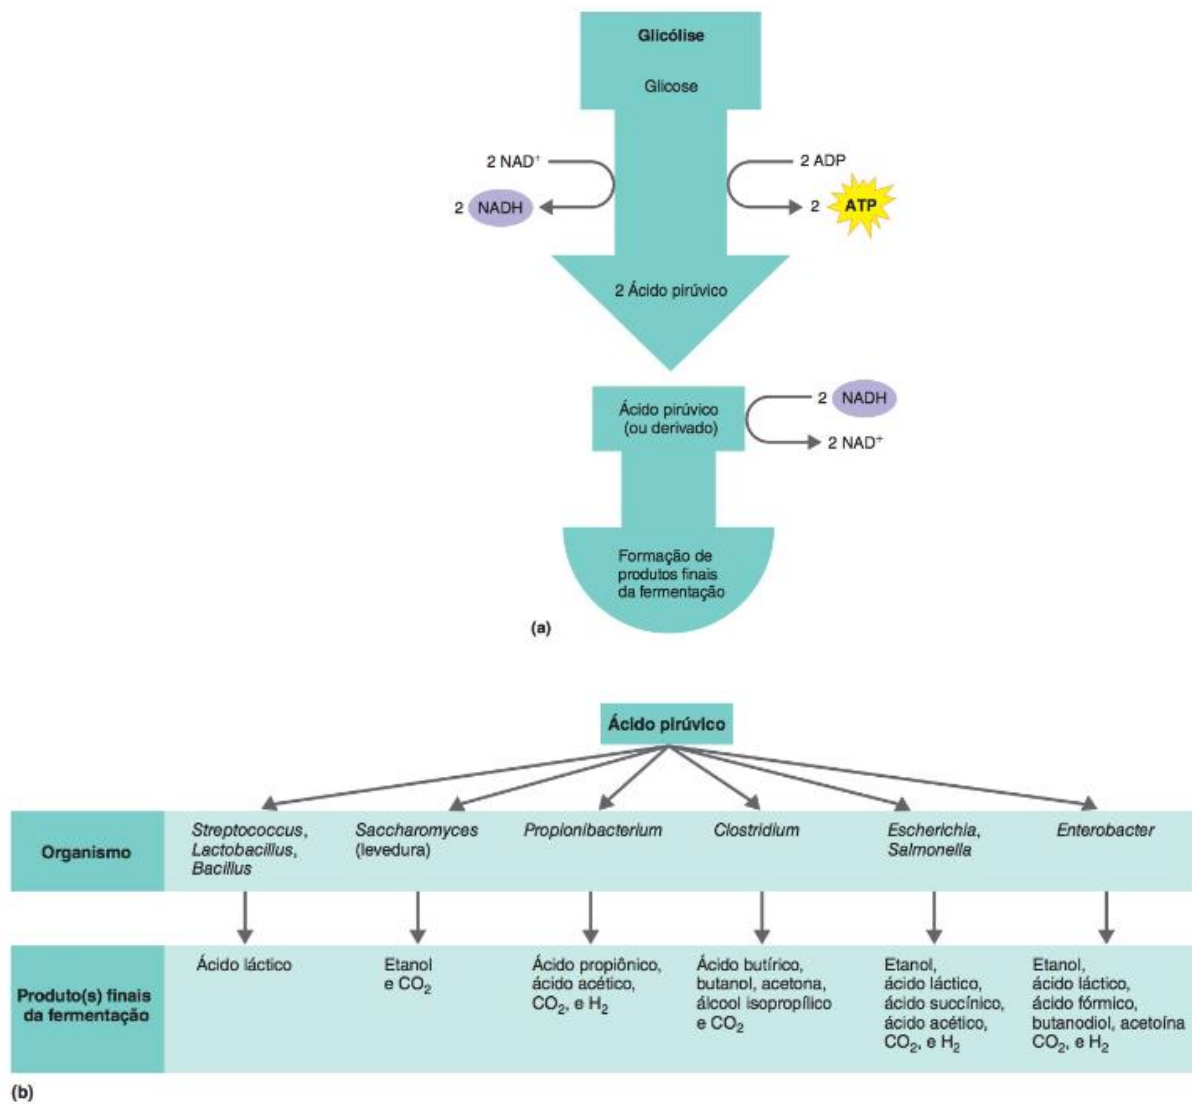 Glicólise
Glicose
2 NAD⁺
2 ADP
2 NADH
2 ATP
2 Ácido pirúvico
2 NADH
Ácido pirúvico
(ou derivado)
2 NAD⁺
Formação de
produtos finais
da fermentação
(a)
Ácido pirúvico
Organismo
Streptococcus,
Lactobacillus,
Bacillus
Saccharomyces
(levedura)
Propionibacterium
Clostridium
Escherichia,
Salmonella
Enterobacter
Produto(s) finais
da fermentação
Ácido láctico
Etanol
e CO₂
Ácido propiônico,
ácido acético,
CO₂, e H₂
Ácido butírico,
butanol, acetona,
álcool isopropílico
e CO₂
Etanol,
ácido láctico,
ácido succínico,
ácido acético,
CO₂, e H₂
Etanol,
ácido láctico,
ácido fórmico,
butanodiol, acetoína
CO₂, e H₂
(b)